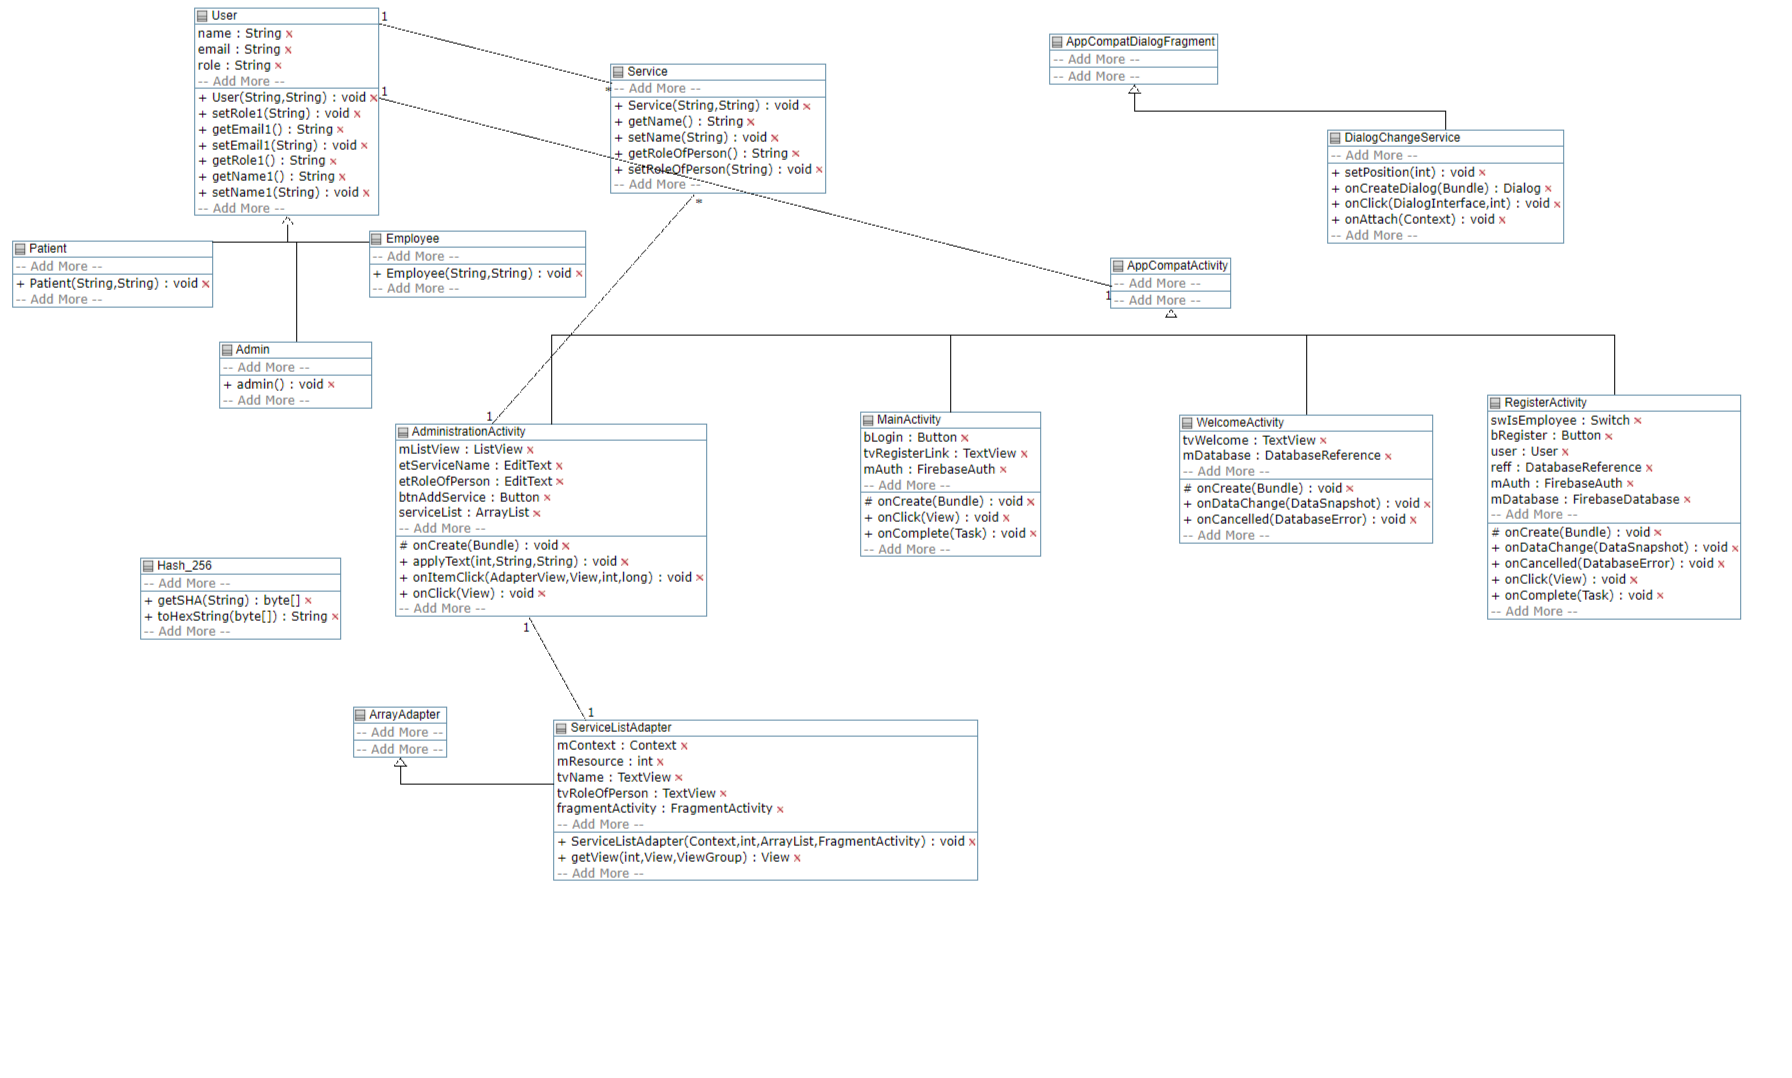 User
name : String x
email : String x
role : String x
-- Add More --
+ User(String,String) : void x
+ setRole1(String) : void x
+ getEmail1() : String x
+ setEmail1(String) : void x
+ getRole1() : String x
+ getName1() : String x
+ setName1(String) : void x
-- Add More --
1
1
Service
-- Add More --
*
+ Service(String,String) : void x
+ getName() : String x
+ setName(String) : void x
+ getRoleOfPerson() : String x
+ setRoleOfPerson(String) : void x
-- Add More --
*
AppCompatDialogFragment
-- Add More --
-- Add More --
DialogChangeService
-- Add More --
+ setPosition(int) : void x
+ onCreateDialog(Bundle) : Dialog x
+ onClick(DialogInterface,int) : void x
+ onAttach(Context) : void x
-- Add More --
Patient
-- Add More --
+ Patient(String,String) : void x
-- Add More --
Employee
-- Add More --
+ Employee(String,String) : void x
-- Add More --
AppCompatActivity
-- Add More --
1
-- Add More --
Admin
-- Add More --
+ admin() : void x
-- Add More --
1
AdministrationActivity
mListView : ListView x
etServiceName : EditText x
etRoleOfPerson : EditText x
btnAddService : Button x
serviceList : ArrayList x
-- Add More --
# onCreate(Bundle) : void x
+ applyText(int,String,String) : void x
+ onItemClick(AdapterView,View,int,long) : void x
+ onClick(View) : void x
-- Add More --
1
MainActivity
bLogin : Button x
tvRegisterLink : TextView x
mAuth : FirebaseAuth x
-- Add More --
# onCreate(Bundle) : void x
+ onClick(View) : void x
+ onComplete(Task) : void x
-- Add More --
WelcomeActivity
tvWelcome : TextView x
mDatabase : DatabaseReference x
-- Add More --
# onCreate(Bundle) : void x
+ onDataChange(DataSnapshot) : void x
+ onCancelled(DatabaseError) : void x
-- Add More --
RegisterActivity
swIsEmployee : Switch x
bRegister : Button x
user : User x
reff : DatabaseReference x
mAuth : FirebaseAuth x
mDatabase : FirebaseDatabase x
-- Add More --
# onCreate(Bundle) : void x
+ onDataChange(DataSnapshot) : void x
+ onCancelled(DatabaseError) : void x
+ onClick(View) : void x
+ onComplete(Task) : void x
-- Add More --
Hash_256
-- Add More --
+ getSHA(String) : byte[] x
+ toHexString(byte[]) : String x
-- Add More --
ArrayAdapter
-- Add More --
-- Add More --
1
ServiceListAdapter
mContext : Context x
mResource : int x
tvName : TextView x
tvRoleOfPerson : TextView x
fragmentActivity : FragmentActivity x
-- Add More --
+ ServiceListAdapter(Context,int,ArrayList,FragmentActivity) : void x
+ getView(int,View,ViewGroup) : View x
-- Add More --